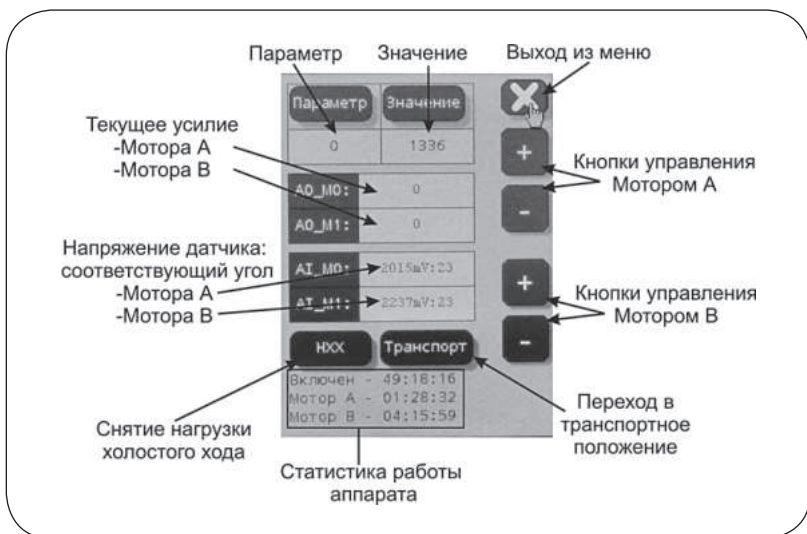 Параметр
Значение
Выход из меню
Параметр
Значение
0
1336
Текущее усилие
-Мотора А
-Мотора В
+
-
Кнопки управления
Мотором А
AO_M0:
0
AO_M1:
0
Напряжение датчика:
соответствующий угол
-Мотора А
-Мотора В
AI_M0:
2015mV:23
AI_M1:
2237mV:23
+
-
Кнопки управления
Мотором В
НХХ
Транспорт
Включен - 49:18:16
Мотор А - 01:28:32
Мотор В - 04:15:59
Снятие нагрузки
холостого хода
Переход в
транспортное
положение
Статистика работы
аппарата